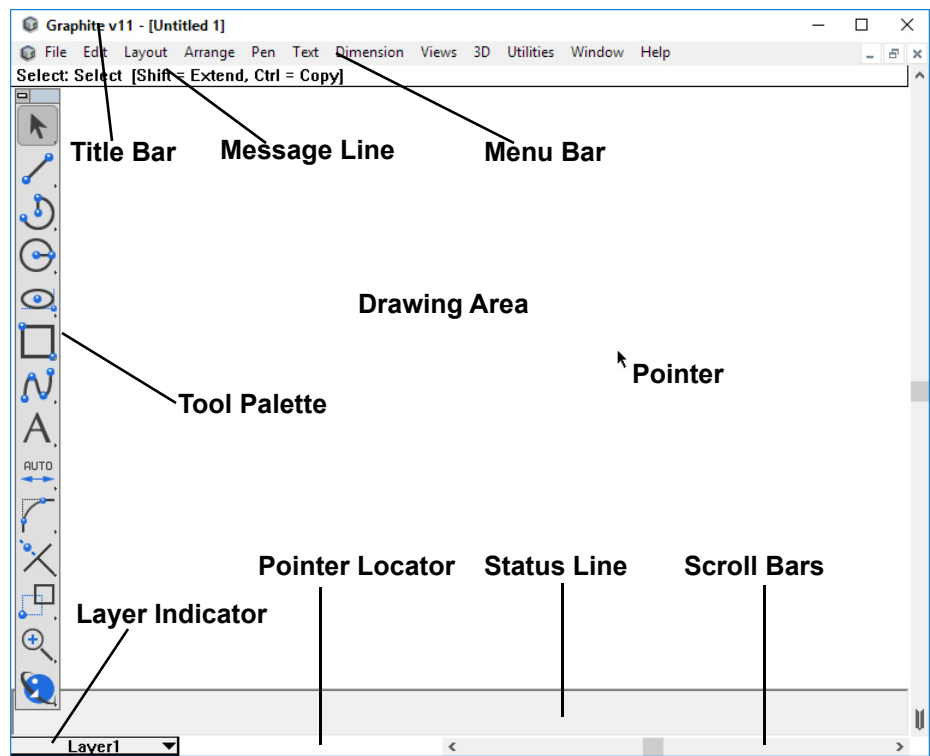 Graphite v11 - [Untitled 1]
File Edit Layout Arrange Pen Text Dimension Views 3D Utilities Window Help
Select: Select [Shift = Extend, Ctrl = Copy]
Title Bar
Message Line
Menu Bar
Drawing Area
Pointer
Tool Palette
A
AUTO
Pointer Locator
Status Line
Scroll Bars
Layer Indicator
Layer1